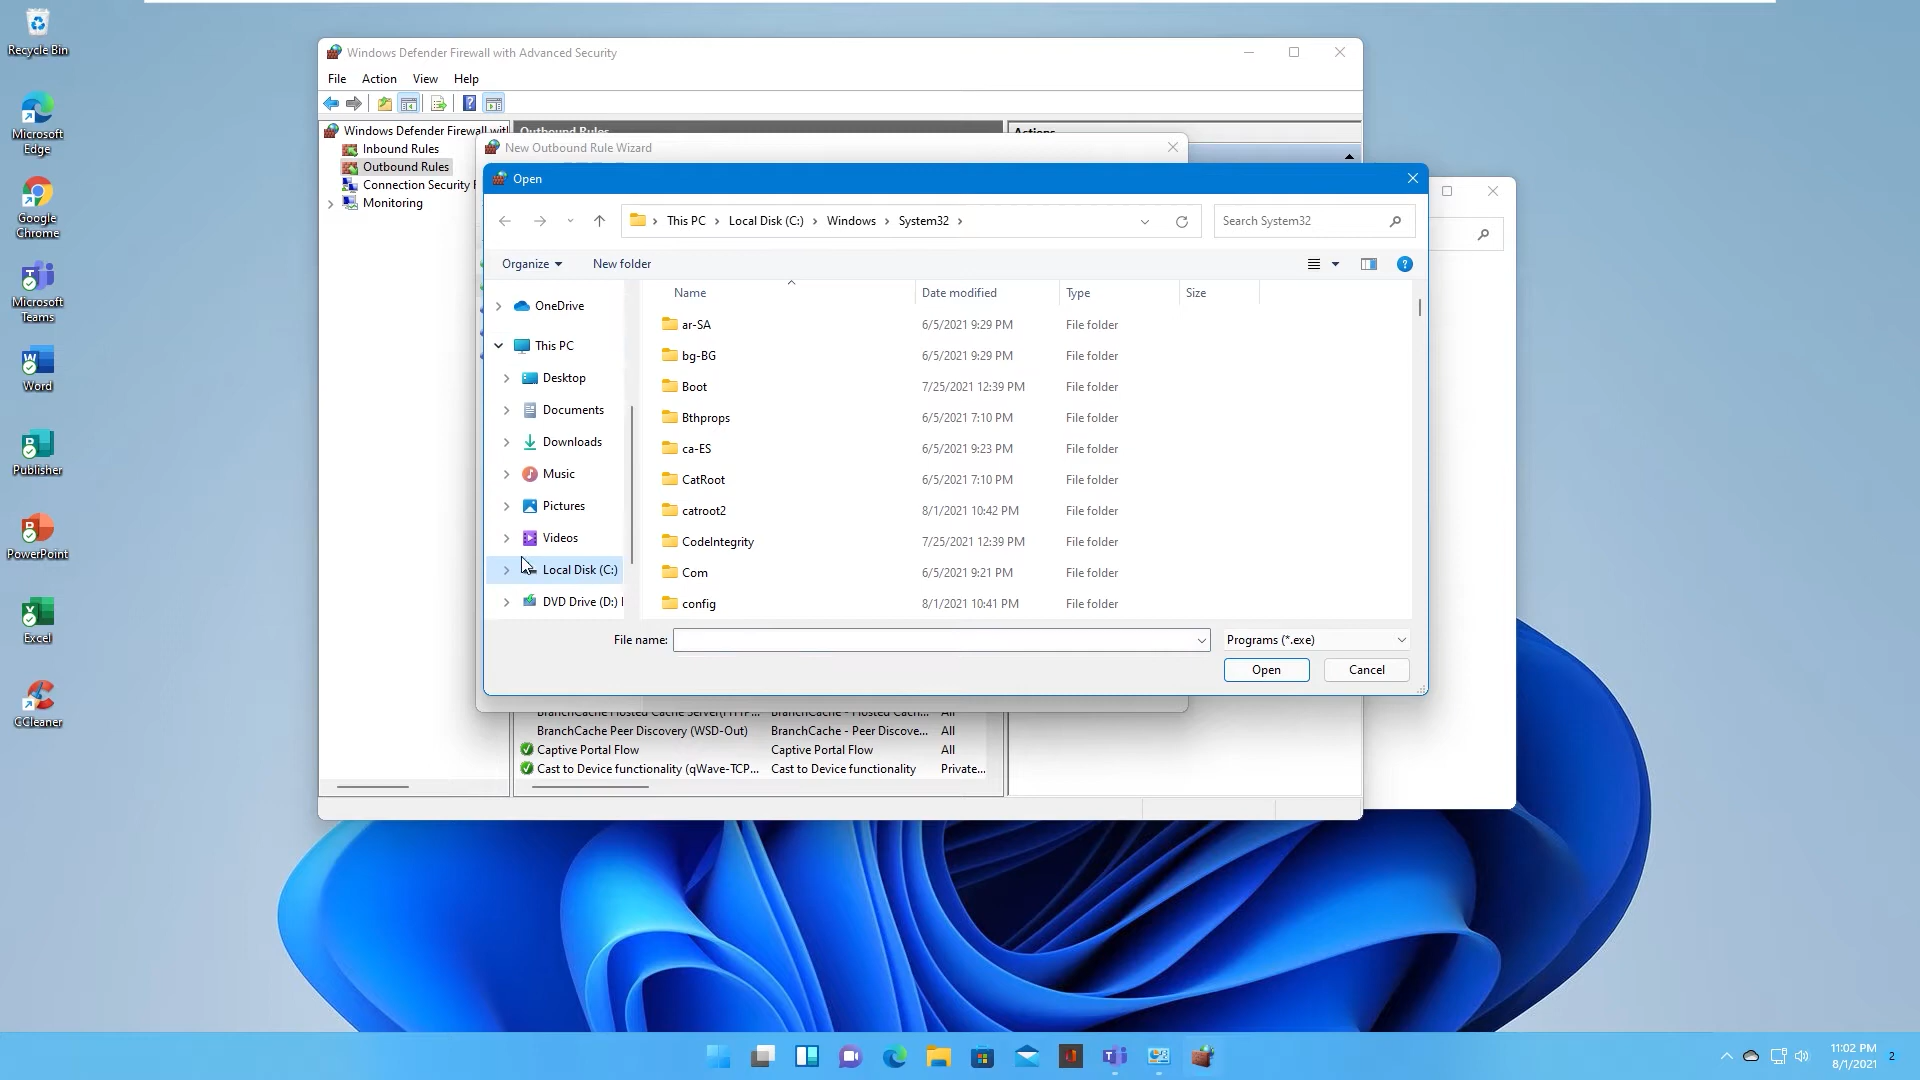 Recycle Bin
Microsoft
Edge
Google
Chrome
Microsoft
Teams
Word
Publisher
PowerPoint
Excel
CCleaner
Windows Defender Firewall with Advanced Security
File Action View Help
Windows Defender Firewall wit
Inbound Rules
Outbound Rules
Connection Security
Monitoring
Outbound Rules
Actions
New Outbound Rule Wizard
Open
This PC › Local Disk (C:) › Windows › System32 ›
Search System32
Organize New folder
OneDrive
This PC
Desktop
Documents
Downloads
Music
Pictures
Videos
Local Disk (C:)
DVD Drive (D:)
Name Date modified Type Size
ar-SA 6/5/2021 9:29 PM File folder
bg-BG 6/5/2021 9:29 PM File folder
Boot 7/25/2021 12:39 PM File folder
Bthprops 6/5/2021 7:10 PM File folder
ca-ES 6/5/2021 9:23 PM File folder
CatRoot 6/5/2021 7:10 PM File folder
catroot2 8/1/2021 10:42 PM File folder
CodeIntegrity 7/25/2021 12:39 PM File folder
Com 6/5/2021 9:21 PM File folder
config 8/1/2021 10:41 PM File folder
File name: Programs (*.exe)
Open Cancel
BranchCache Hosted Cache Server(HTTP... BranchCache - Hosted Cach... All
BranchCache Peer Discovery (WSD-Out) BranchCache - Peer Discove... All
Captive Portal Flow Captive Portal Flow All
Cast to Device functionality (qWave-TCP... Cast to Device functionality Private...
11:02 PM
8/1/2021
2